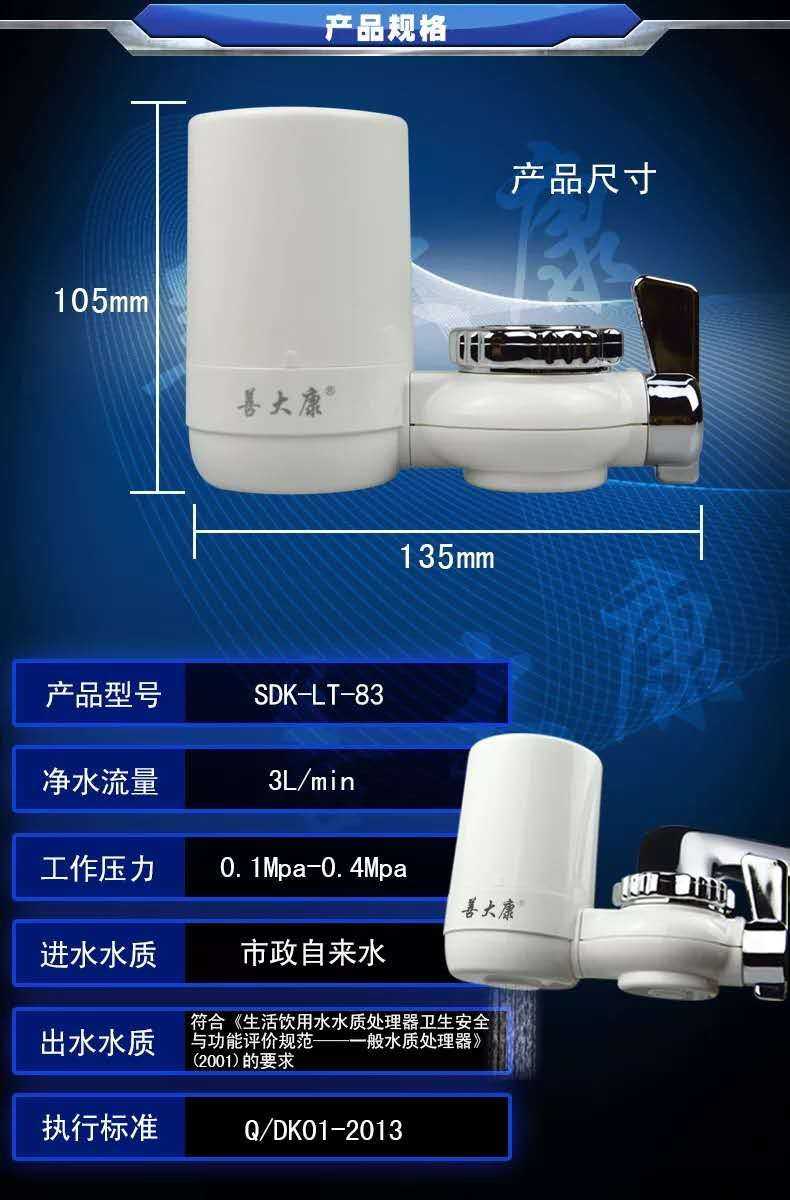 产品规格
产品尺寸
105mm
善大康®
135mm
产品型号 SDK-LT-83
净水流量 3L/min
工作压力 0.1Mpa-0.4Mpa
善大康®
进水水质 市政自来水
出水水质 符合《生活饮用水水质处理器卫生安全
与功能评价规范——一般水质处理器》
(2001)的要求
执行标准 Q/DK01-2013